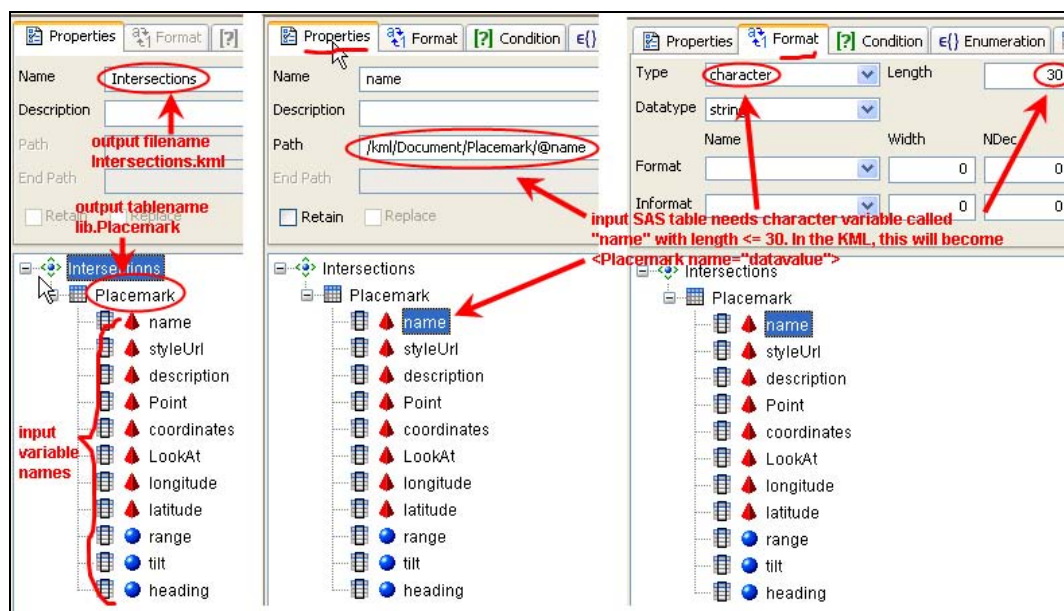 Properties
Format
[?]
Name
Intersections
Description
Path
output filename
Intersections.kml
End Path
output tablename
lib.Placemark
Retain
Replace
Intersections
Placemark
name
styleUrl
description
Point
coordinates
LookAt
longitude
latitude
range
tilt
heading
input
variable
names
Properties
Format
[?] Condition
ε{}
Name
name
Description
Path
/kml/Document/Placemark/@name
End Path
Retain
Replace
Intersections
Placemark
name
styleUrl
description
Point
coordinates
LookAt
longitude
latitude
range
tilt
heading
Properties
Format
[?] Condition
ε{} Enumeration
Type
character
Length
30
Datatype
string
Name
Width
NDec
Format
0
0
Informat
0
0
input SAS table needs character variable called
"name" with length <= 30. In the KML, this will become
<Placemark name="datavalue">
Intersections
Placemark
name
styleUrl
description
Point
coordinates
LookAt
longitude
latitude
range
tilt
heading